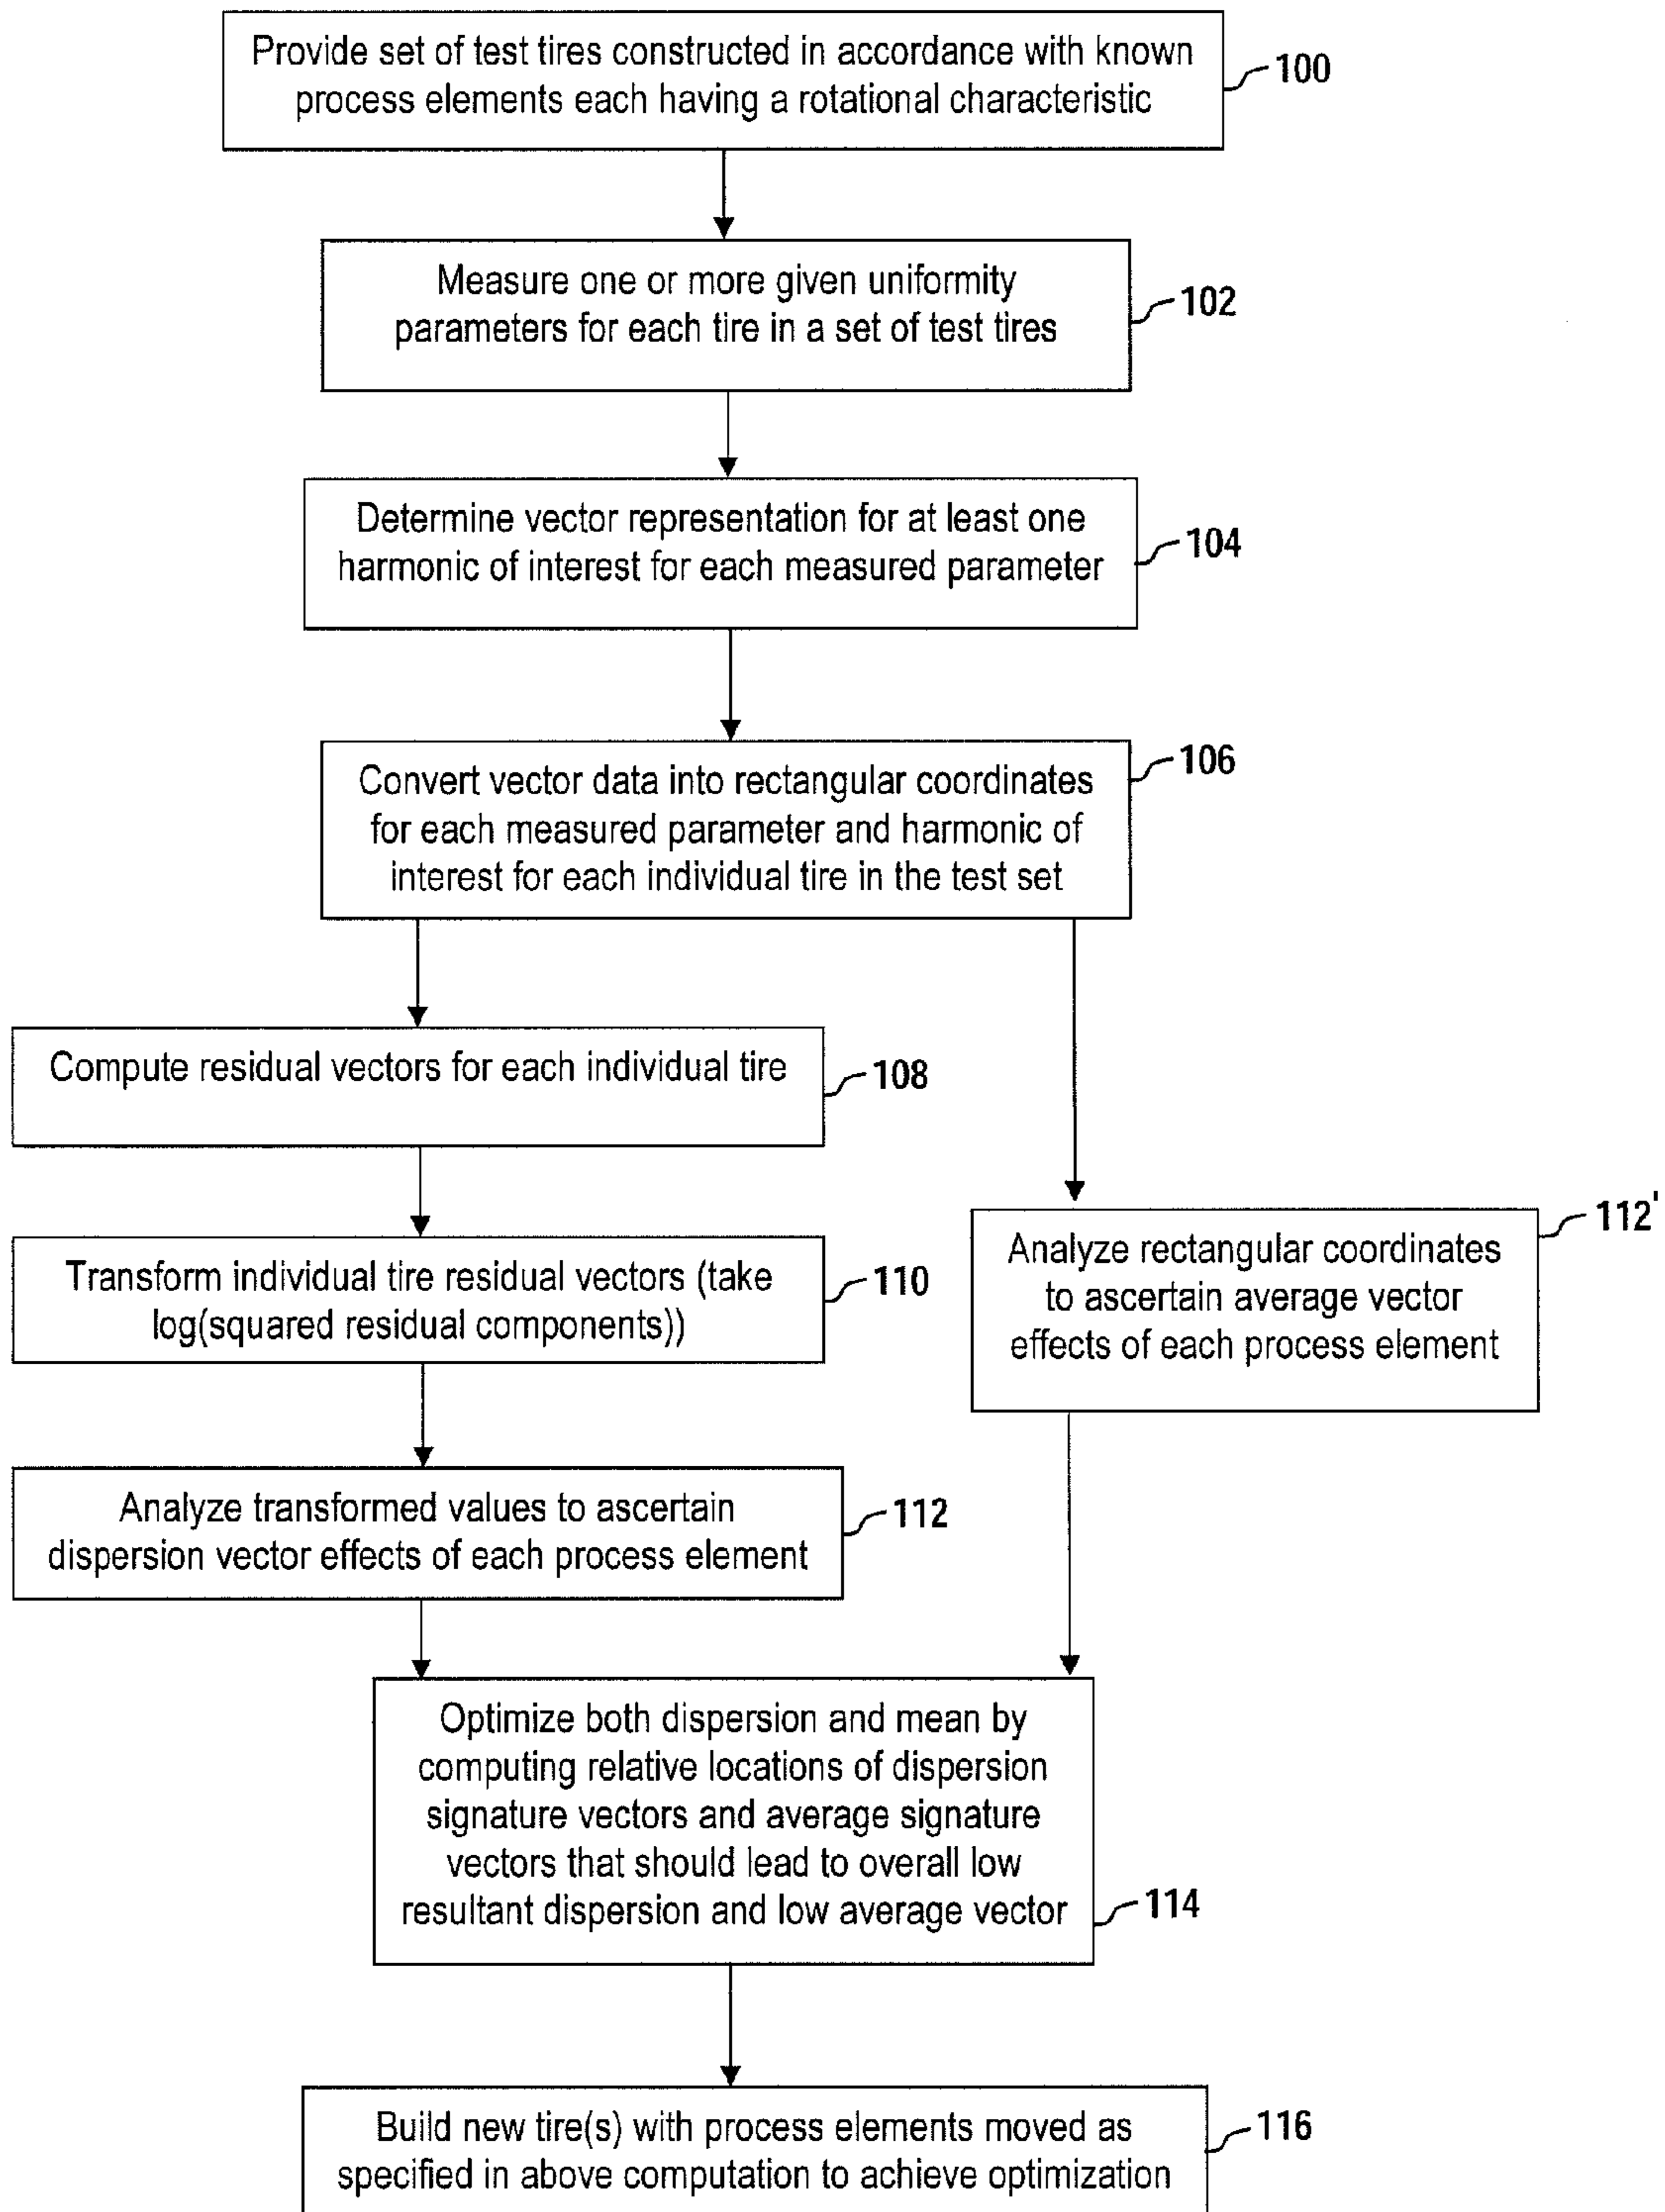 Provide set of test tires constructed in accordance with known
process elements each having a rotational characteristic
100
Measure one or more given uniformity
parameters for each tire in a set of test tires
102
Determine vector representation for at least one
harmonic of interest for each measured parameter
104
Convert vector data into rectangular coordinates
for each measured parameter and harmonic of
interest for each individual tire in the test set
106
Compute residual vectors for each individual tire
108
Transform individual tire residual vectors (take
log(squared residual components))
110
Analyze rectangular coordinates
to ascertain average vector
effects of each process element
112'
Analyze transformed values to ascertain
dispersion vector effects of each process element
112
Optimize both dispersion and mean by
computing relative locations of dispersion
signature vectors and average signature
vectors that should lead to overall low
resultant dispersion and low average vector
114
Build new tire(s) with process elements moved as
specified in above computation to achieve optimization
116